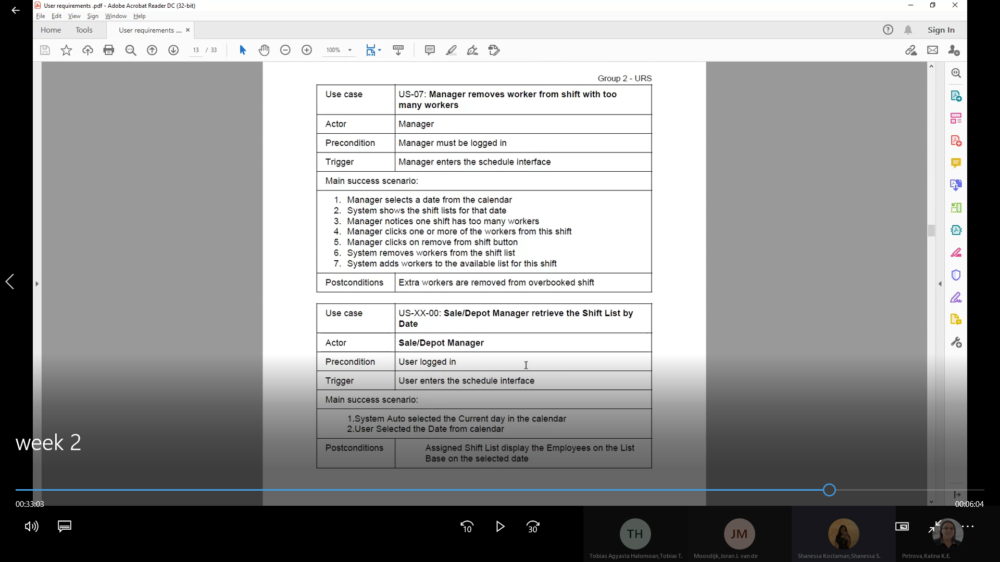 User requirements .pdf - Adobe Acrobat Reader DC (32-bit)
File Edit View Sign Window Help
Home Tools User requirements .... × Sign In
13 / 33 100%
Group 2 - URS
Use case US-07: Manager removes worker from shift with too
many workers
Actor Manager
Precondition Manager must be logged in
Trigger Manager enters the schedule interface
Main success scenario:
1. Manager selects a date from the calendar
2. System shows the shift lists for that date
3. Manager notices one shift has too many workers
4. Manager clicks one or more of the workers from this shift
5. Manager clicks on remove from shift button
6. System removes workers from the shift list
7. System adds workers to the available list for this shift
Postconditions Extra workers are removed from overbooked shift
Use case US-XX-00: Sale/Depot Manager retrieve the Shift List by
Date
Actor Sale/Depot Manager
Precondition User logged in
Trigger User enters the schedule interface
Main success scenario:
1.System Auto selected the Current day in the calendar
2.User Selected the Date from calendar
Postconditions Assigned Shift List display the Employees on the List
Base on the selected date
week 2
00:33:03 00:06:04
10 30
TH JM
Tobias Agyasta Halomoan,Tobias T. Moosdijk,Joran J. van de Shanessa Kostaman,Shanessa S. Petrova,Kalina K.E.